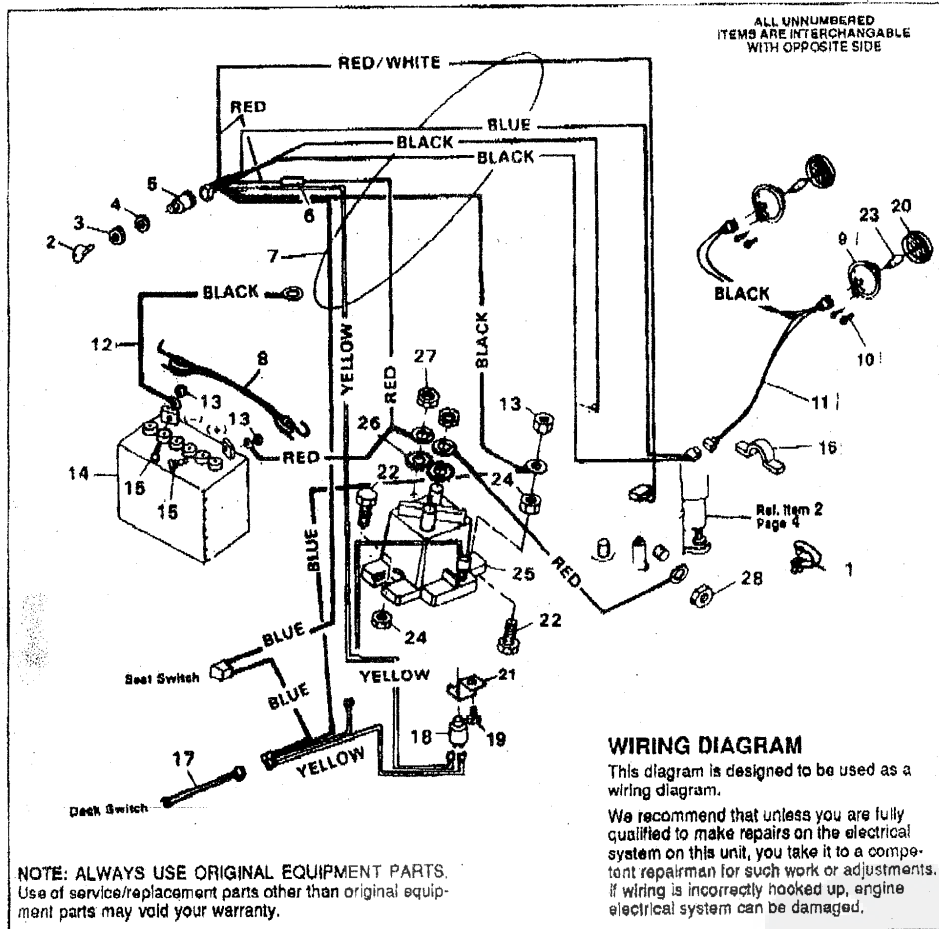 ALL UNNUMBERED
ITEMS ARE INTERCHANGABLE
WITH OPPOSITE SIDE
RED/WHITE
RED
BLUE
BLACK
BLACK
5
4
3
2
6
7
23
20
9
BLACK
10
11
BLACK
12
8
13
13
(-)
(+)
14
15
15
RED
YELLOW
RED
BLACK
27
26
22
13
24
16
Ref. Item 2
Page 4
1
28
25
RED
22
24
BLUE
BLUE
Seat Switch
BLUE
YELLOW
21
18
19
YELLOW
17
Deck Switch
WIRING DIAGRAM
This diagram is designed to be used as a
wiring diagram.
We recommend that unless you are fully
qualified to make repairs on the electrical
system on this unit, you take it to a compe-
tent repairman for such work or adjustments.
If wiring is incorrectly hooked up, engine
electrical system can be damaged.
NOTE: ALWAYS USE ORIGINAL EQUIPMENT PARTS.
Use of service/replacement parts other than original equip-
ment parts may void your warranty.